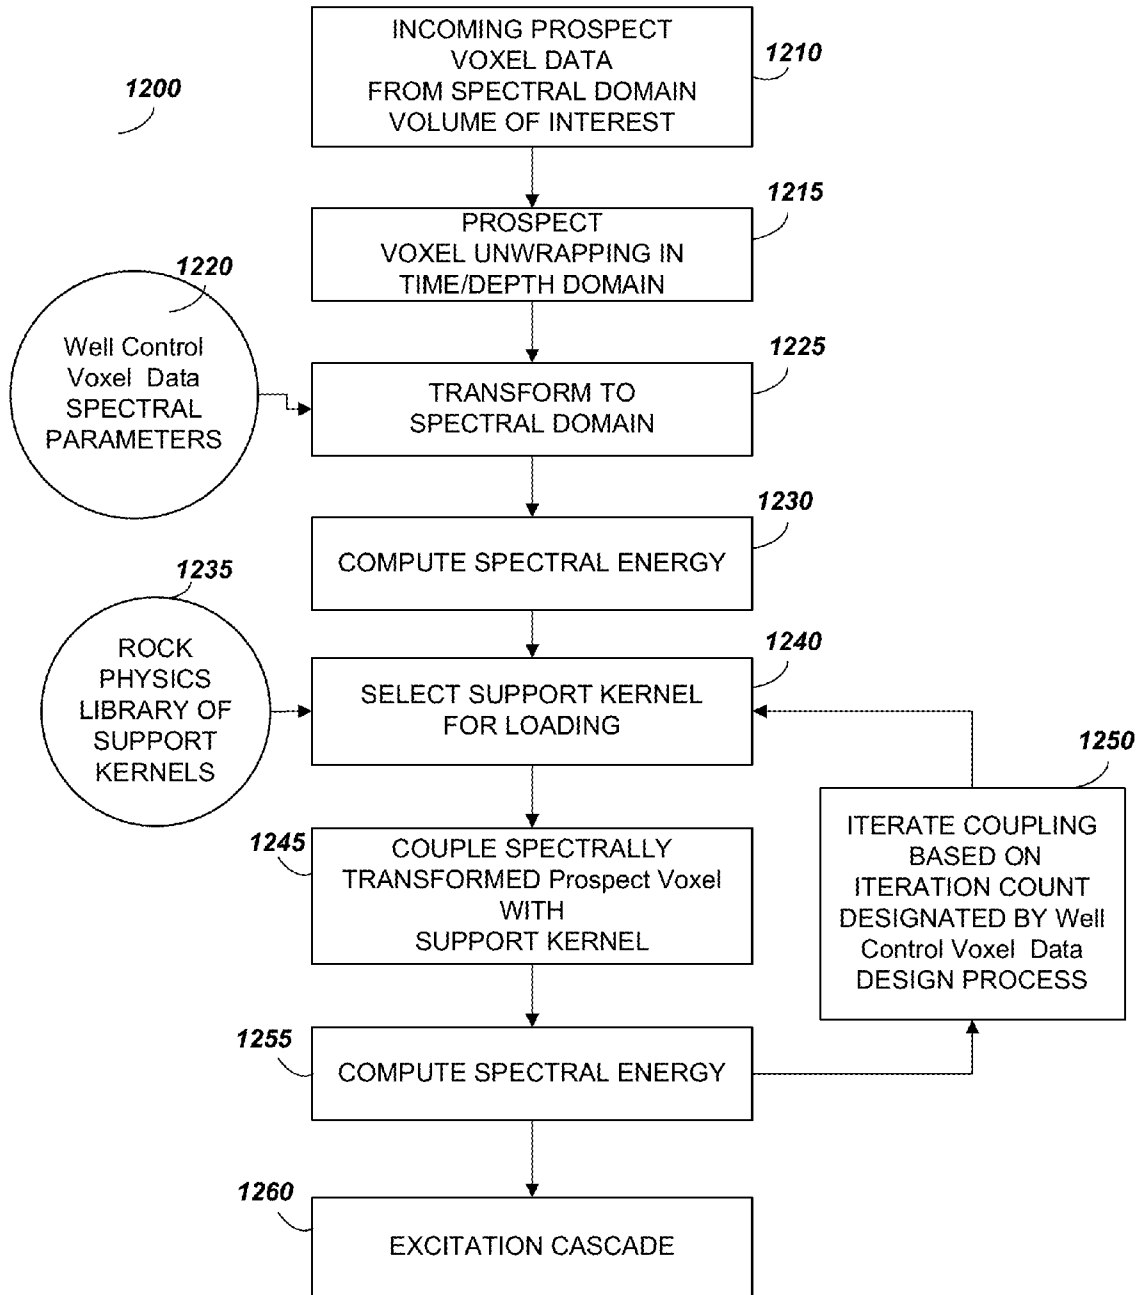 1200
INCOMING PROSPECT
VOXEL DATA
FROM SPECTRAL DOMAIN
VOLUME OF INTEREST
1210
PROSPECT
VOXEL UNWRAPPING IN
TIME/DEPTH DOMAIN
1215
1220
Well Control
Voxel Data
SPECTRAL
PARAMETERS
TRANSFORM TO
SPECTRAL DOMAIN
1225
COMPUTE SPECTRAL ENERGY
1230
1235
ROCK
PHYSICS
LIBRARY OF
SUPPORT
KERNELS
SELECT SUPPORT KERNEL
FOR LOADING
1240
1245
COUPLE SPECTRALLY
TRANSFORMED Prospect Voxel
WITH
SUPPORT KERNEL
1250
ITERATE COUPLING
BASED ON
ITERATION COUNT
DESIGNATED BY Well
Control Voxel Data
DESIGN PROCESS
1255
COMPUTE SPECTRAL ENERGY
1260
EXCITATION CASCADE